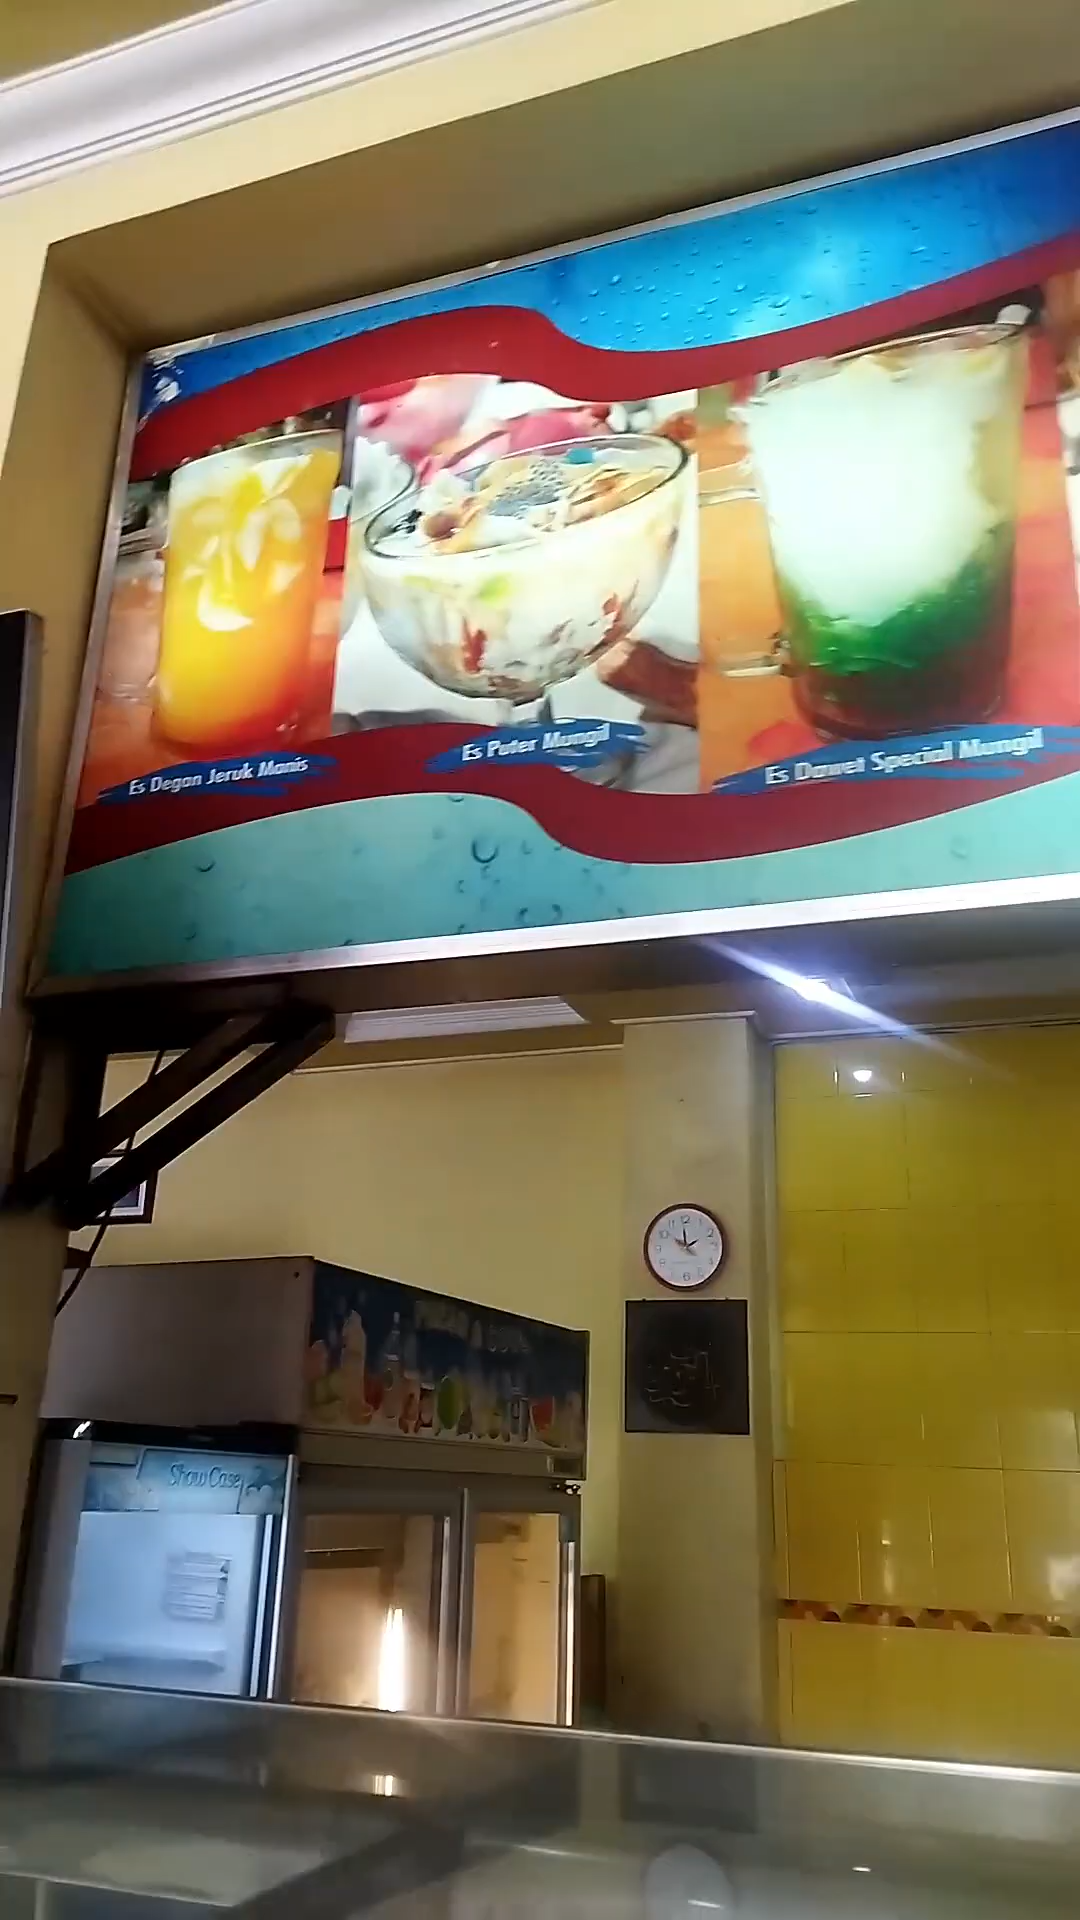 Es Degan Jeruk Manis
Es Puter Mungil
Es Dawet Special Mungil
Show Case